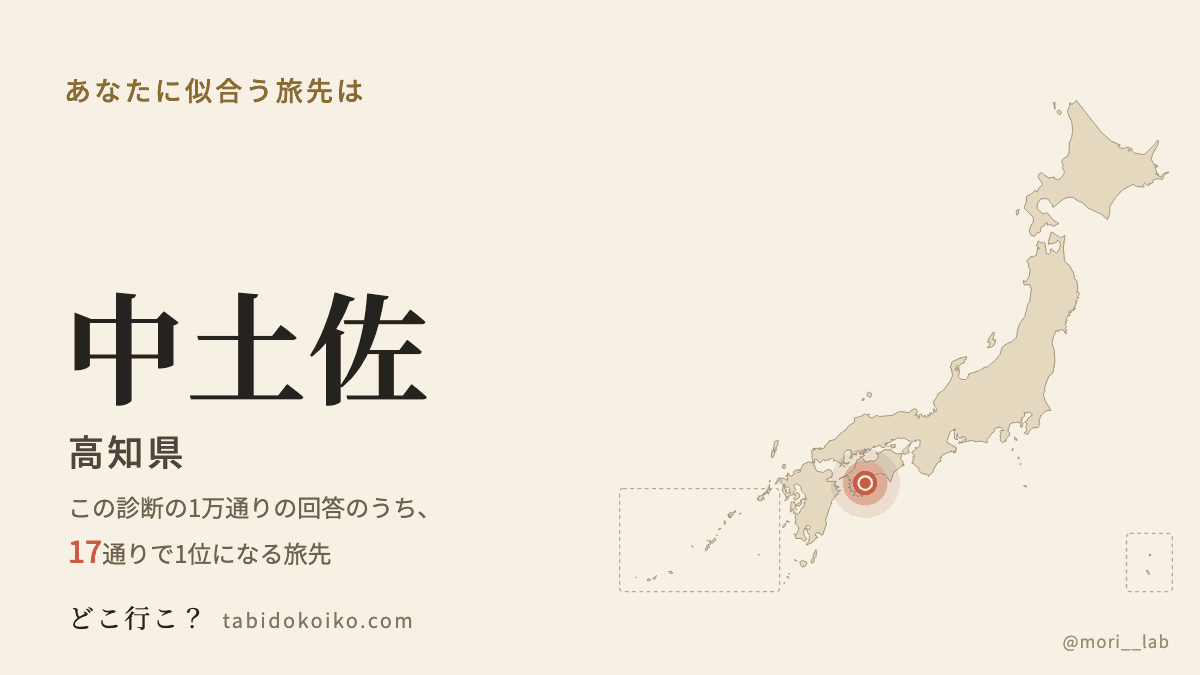 あなたに似合う旅先は
中土佐
高知県
この診断の1万通りの回答のうち、
17通りで1位になる旅先
どこ行こ？ tabidokoiko.com
@mori__lab